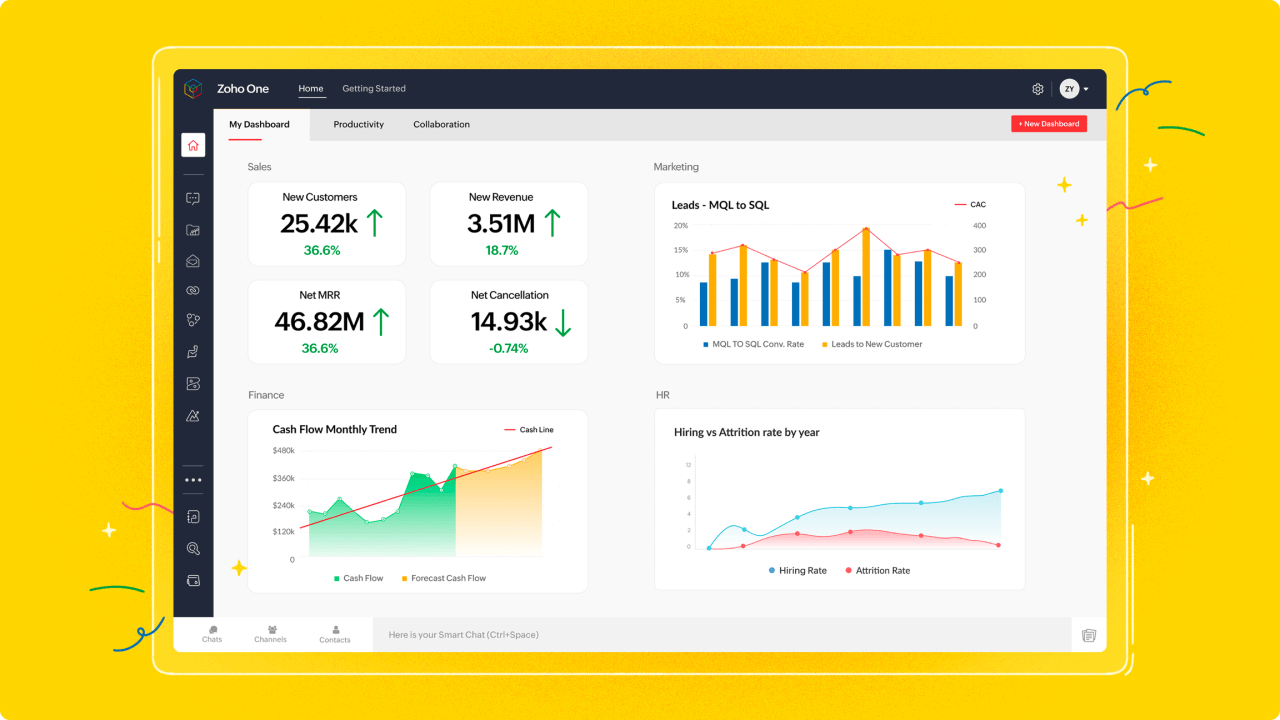 Zoho One
Home
Getting Started
ZY
My Dashboard
Productivity
Collaboration
+ New Dashboard
Sales
New Customers
25.42k
36.6%
New Revenue
3.51M
18.7%
Net MRR
46.82M
36.6%
Net Cancellation
14.93k
-0.74%
Marketing
Leads - MQL to SQL
CAC
20%
15%
10%
5%
0
400
300
200
100
0
MQL TO SQL Conv. Rate
Leads to New Customer
Finance
Cash Flow Monthly Trend
Cash Line
$480k
$360k
$240k
$120k
0
Cash Flow
Forecast Cash Flow
HR
Hiring vs Attrition rate by year
12
8
6
4
2
0
Hiring Rate
Attrition Rate
Chats
Channels
Contacts
Here is your Smart Chat (Ctrl+Space)